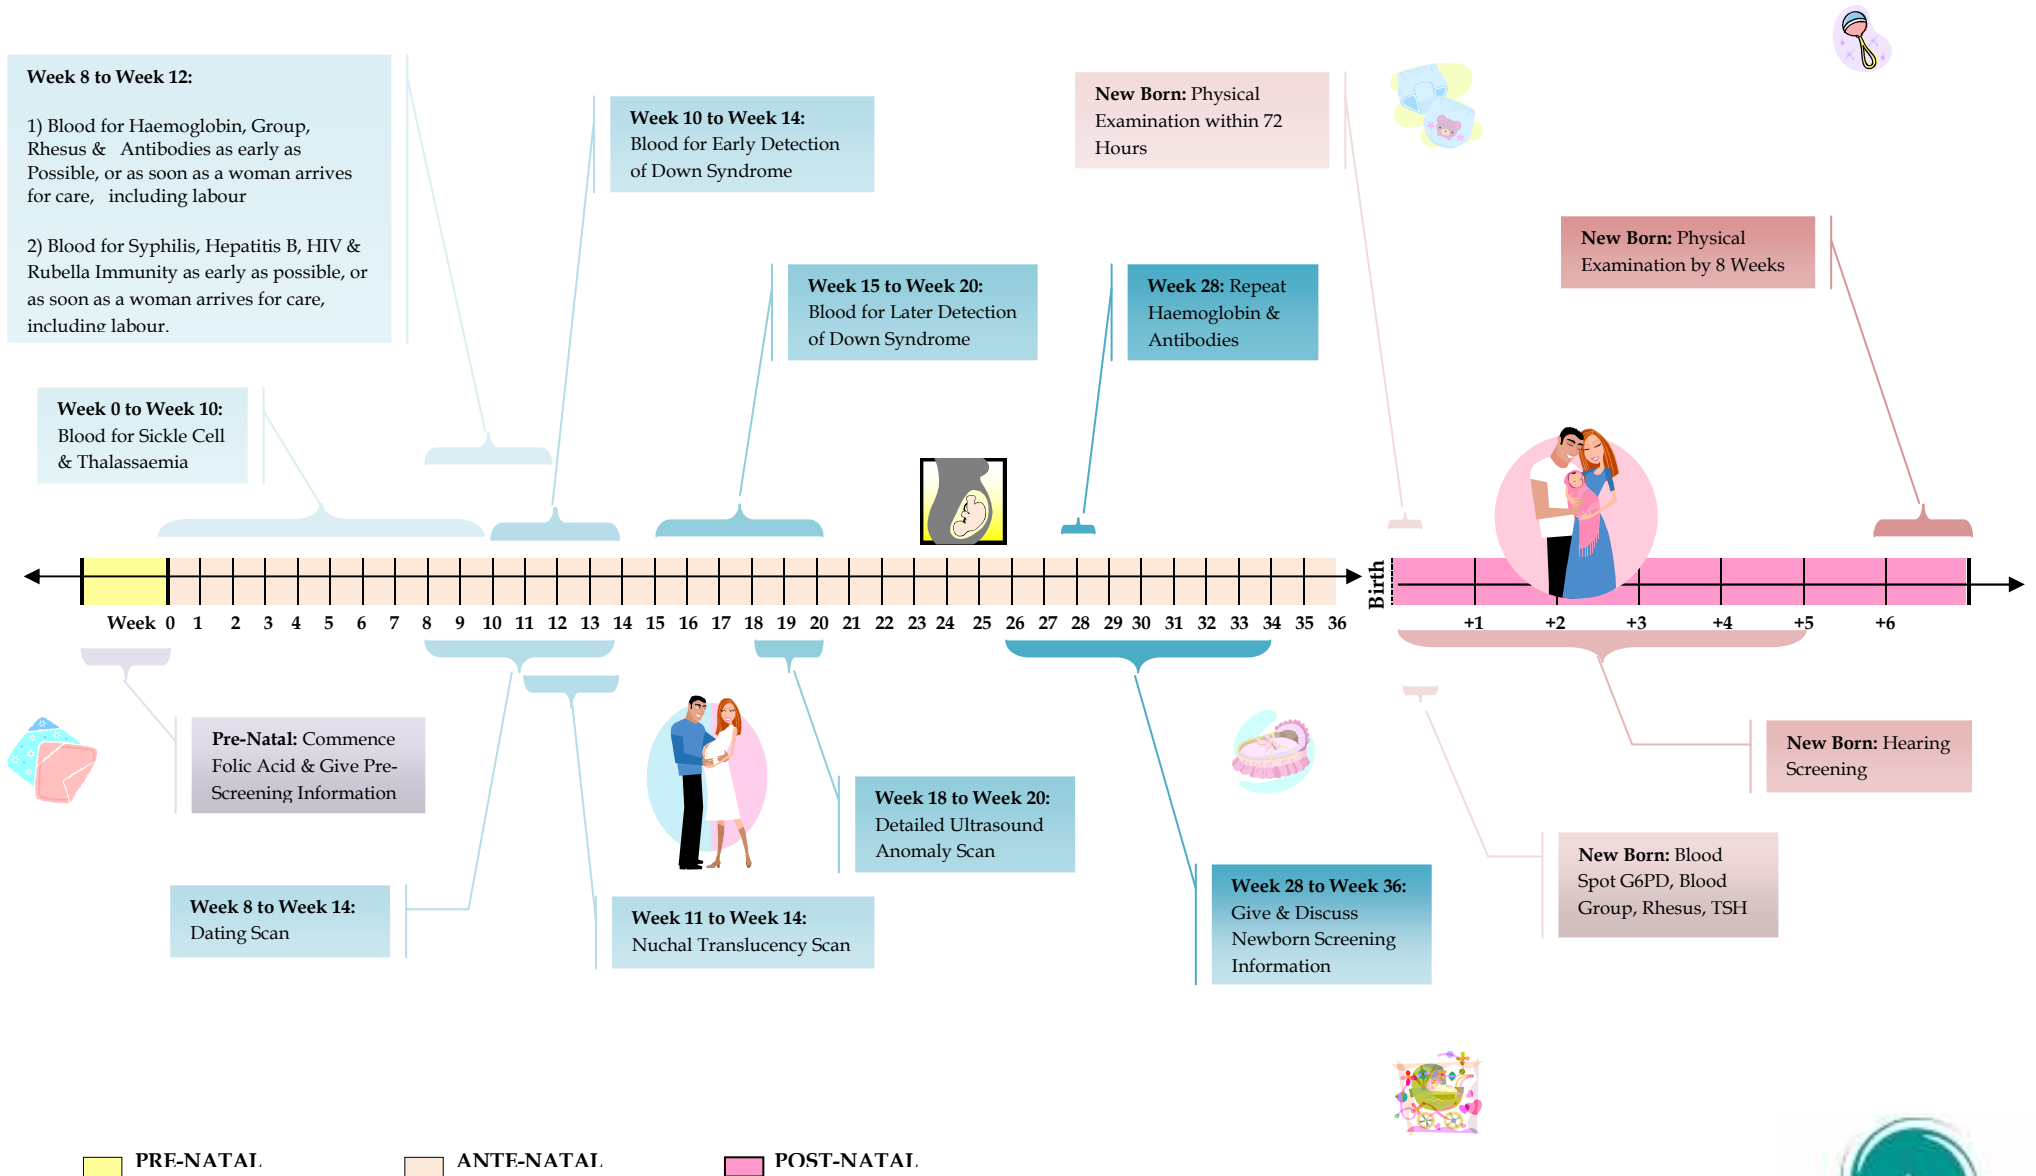 Week 8 to Week 12:
1) Blood for Haemoglobin, Group,
Rhesus & Antibodies as early as
Possible, or as soon as a woman arrives
for care, including labour
2) Blood for Syphilis, Hepatitis B, HIV &
Rubella Immunity as early as possible, or
as soon as a woman arrives for care,
including labour.
Week 10 to Week 14:
Blood for Early Detection
of Down Syndrome
New Born: Physical
Examination within 72
Hours
New Born: Physical
Examination by 8 Weeks
Week 15 to Week 20:
Blood for Later Detection
of Down Syndrome
Week 28: Repeat
Haemoglobin &
Antibodies
Week 0 to Week 10:
Blood for Sickle Cell
& Thalassaemia
Birth
Week 0 1 2 3 4 5 6 7 8 9 10 11 12 13 14 15 16 17 18 19 20 21 22 23 24 25 26 27 28 29 30 31 32 33 34 35 36 +1 +2 +3 +4 +5 +6
Pre-Natal: Commence
Folic Acid & Give Pre-
Screening Information
New Born: Hearing
Screening
Week 18 to Week 20:
Detailed Ultrasound
Anomaly Scan
New Born: Blood
Spot G6PD, Blood
Group, Rhesus, TSH
Week 28 to Week 36:
Give & Discuss
Newborn Screening
Information
Week 8 to Week 14:
Dating Scan
Week 11 to Week 14:
Nuchal Translucency Scan
PRE-NATAL ANTE-NATAL POST-NATAL